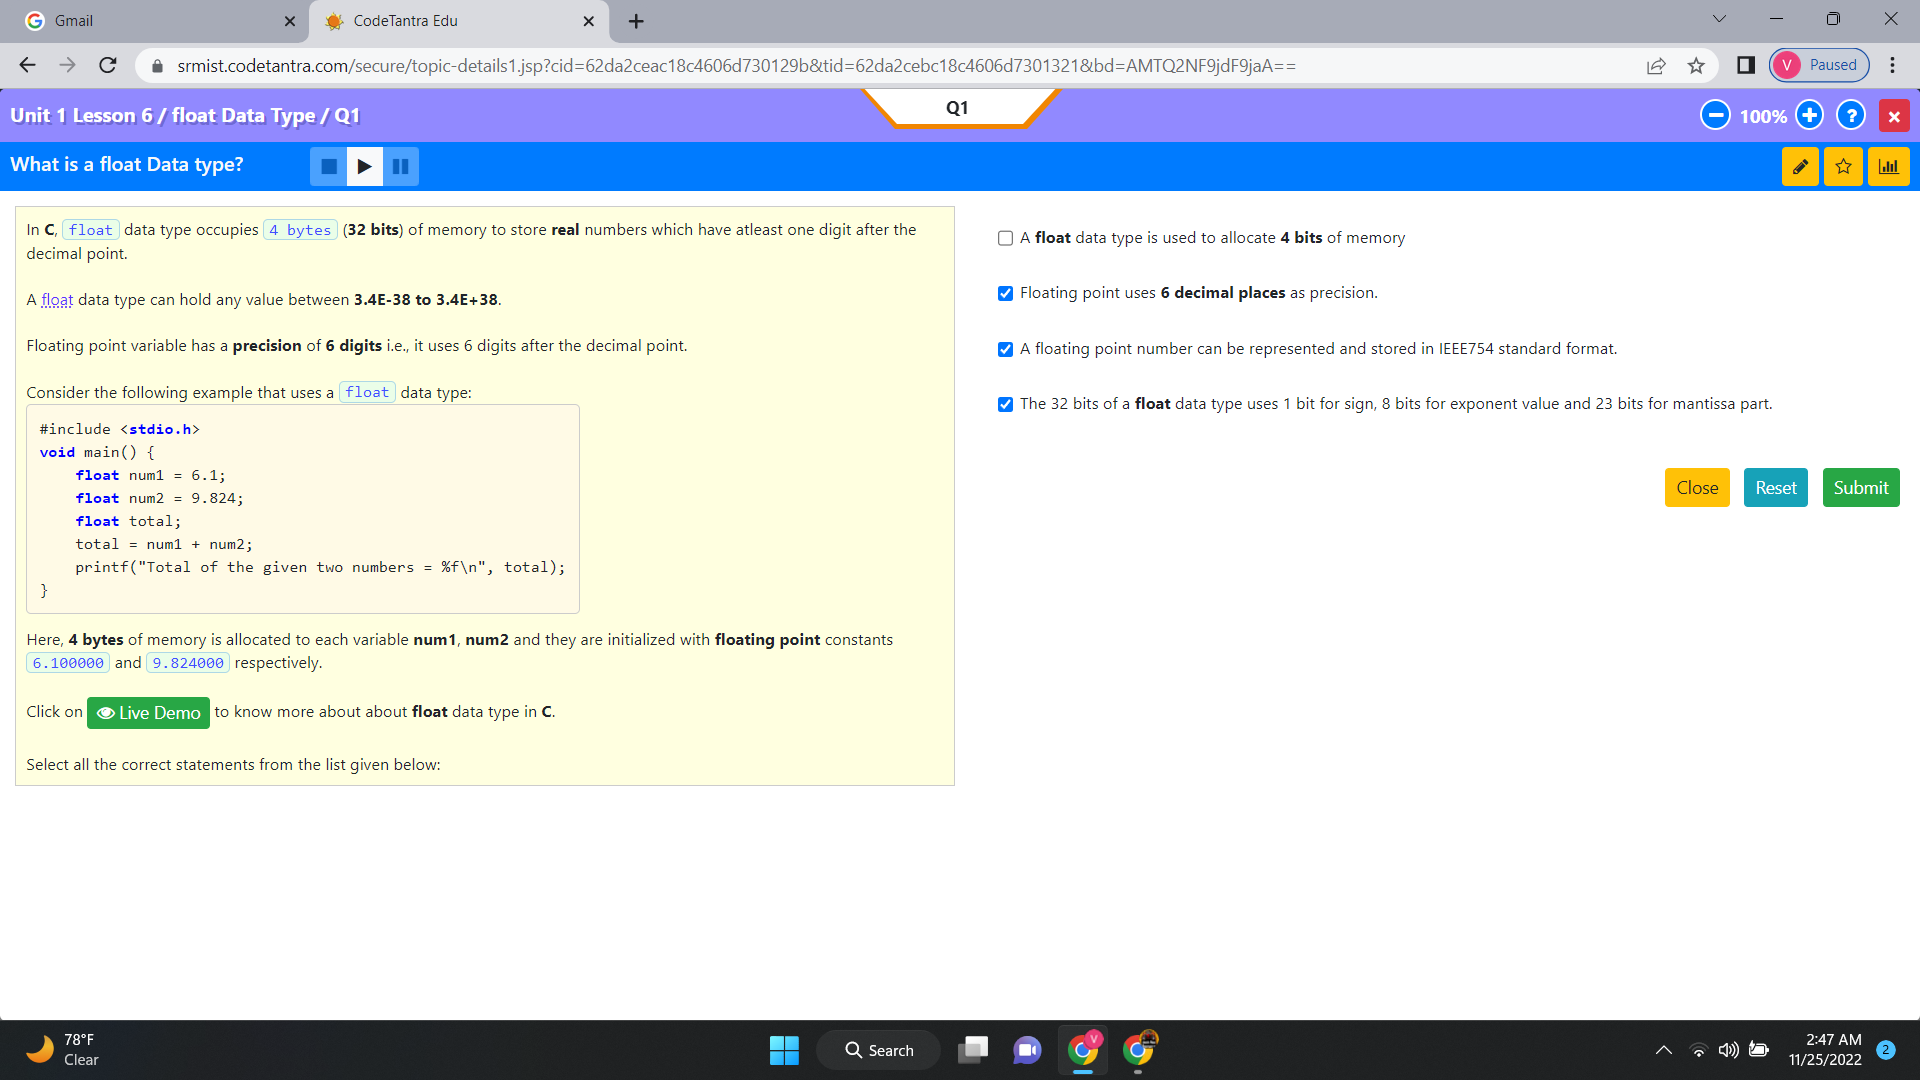 Gmail
CodeTantra Edu
srmist.codetantra.com/secure/topic-details1.jsp?cid=62da2ceac18c4606d730129b&tid=62da2cebc18c4606d7301321&bd=AMTQ2NF9jdF9jaA==
V Paused
Unit 1 Lesson 6 / float Data Type / Q1
Q1
100%
?
What is a float Data type?
In C, float data type occupies 4 bytes (32 bits) of memory to store real numbers which have atleast one digit after the
decimal point.
A float data type can hold any value between 3.4E-38 to 3.4E+38.
Floating point variable has a precision of 6 digits i.e., it uses 6 digits after the decimal point.
Consider the following example that uses a float data type:
#include <stdio.h>
void main() {
float num1 = 6.1;
float num2 = 9.824;
float total;
total = num1 + num2;
printf("Total of the given two numbers = %f\n", total);
}
Here, 4 bytes of memory is allocated to each variable num1, num2 and they are initialized with floating point constants
6.100000 and 9.824000 respectively.
Click on Live Demo to know more about about float data type in C.
Select all the correct statements from the list given below:
A float data type is used to allocate 4 bits of memory
Floating point uses 6 decimal places as precision.
A floating point number can be represented and stored in IEEE754 standard format.
The 32 bits of a float data type uses 1 bit for sign, 8 bits for exponent value and 23 bits for mantissa part.
Close
Reset
Submit
78°F
Clear
Search
V
2:47 AM
11/25/2022
2